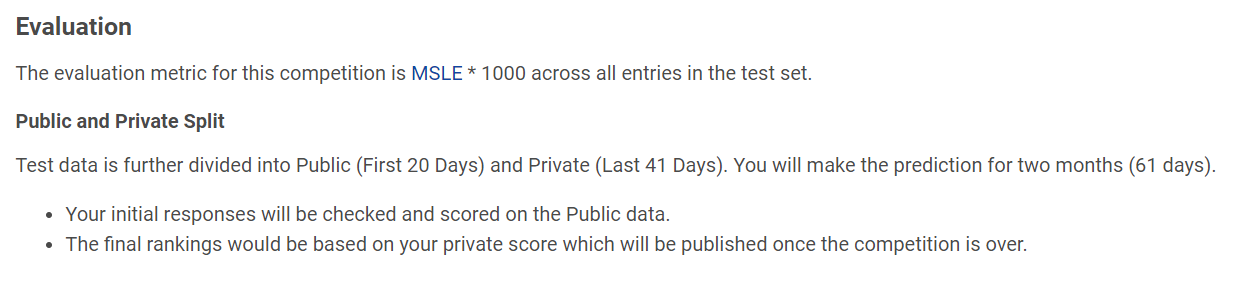 Evaluation
The evaluation metric for this competition is MSLE * 1000 across all entries in the test set.
Public and Private Split
Test data is further divided into Public (First 20 Days) and Private (Last 41 Days). You will make the prediction for two months (61 days).
• Your initial responses will be checked and scored on the Public data.
• The final rankings would be based on your private score which will be published once the competition is over.